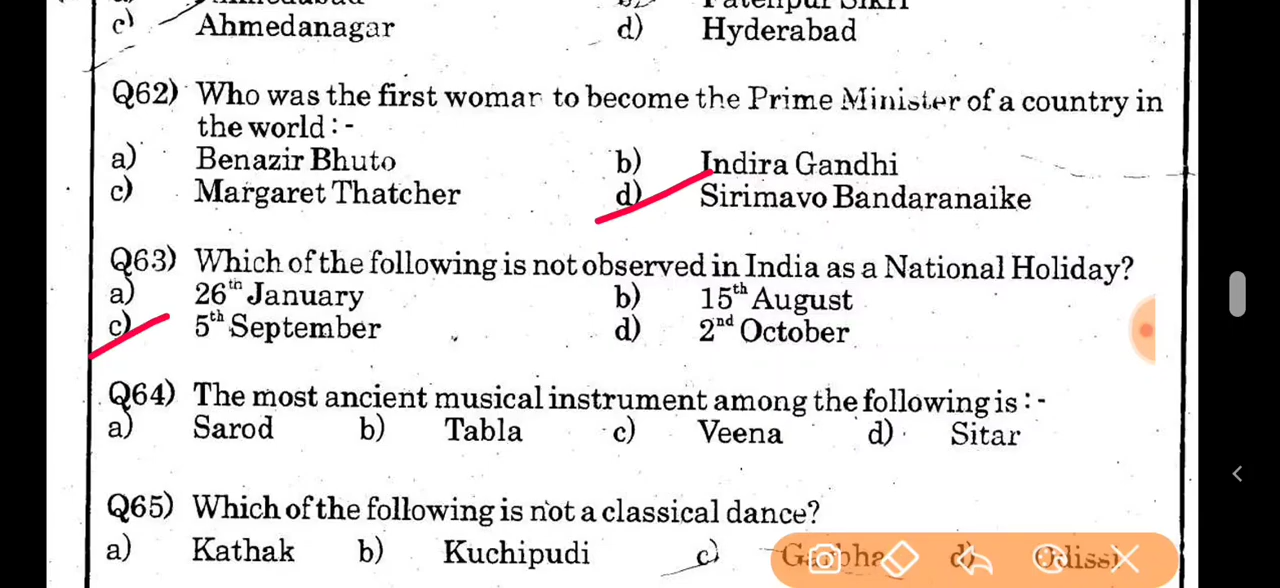 c) Ahmedanagar d) Hyderabad
Q62) Who was the first woman to become the Prime Minister of a country in
the world : -
a) Benazir Bhuto b) Indira Gandhi
c) Margaret Thatcher d) Sirimavo Bandaranaike
Q63) Which of the following is not observed in India as a National Holiday?
a) 26th January b) 15th August
c) 5th September d) 2nd October
Q64) The most ancient musical instrument among the following is : -
a) Sarod b) Tabla c) Veena d) Sitar
Q65) Which of the following is not a classical dance?
a) Kathak b) Kuchipudi c) d) Odissi